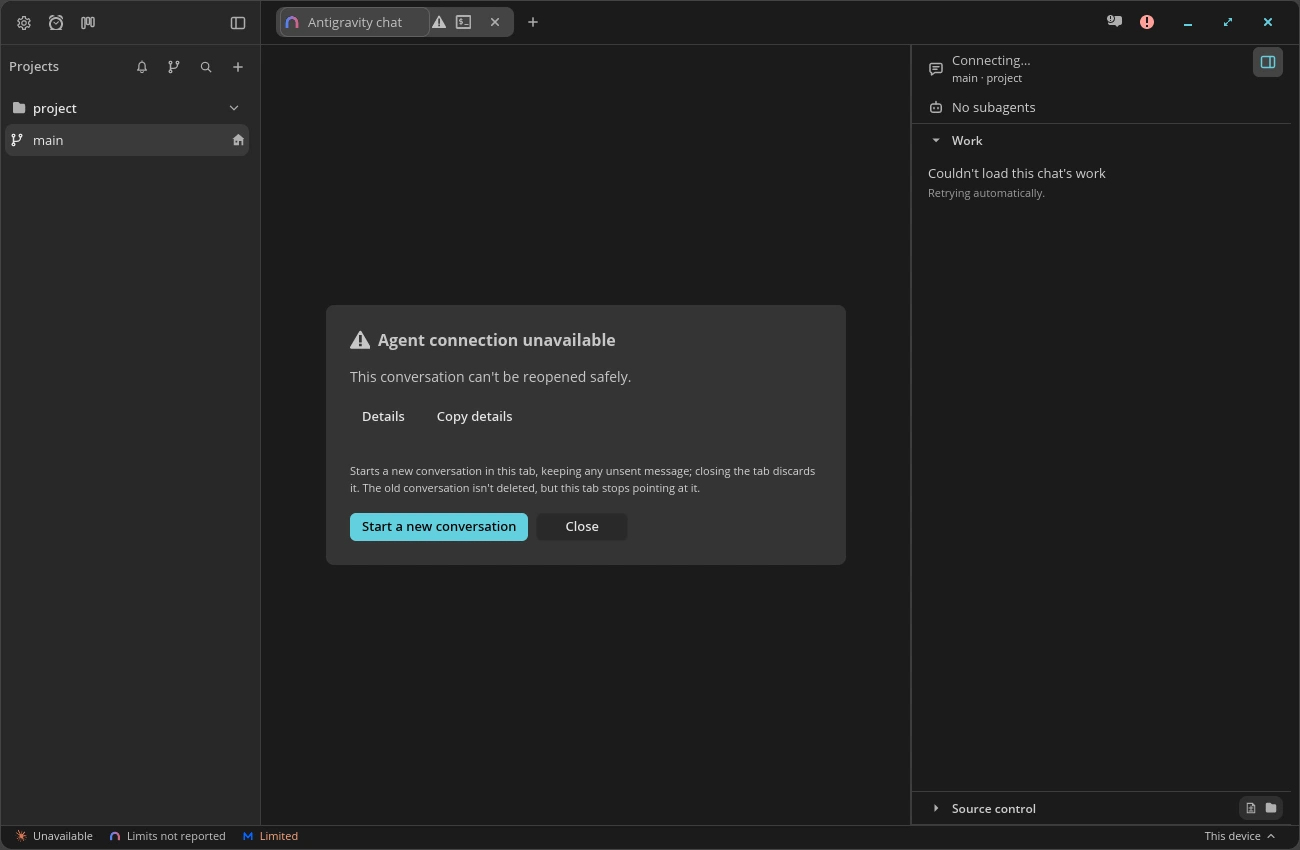 Antigravity chat
Projects
project
main
Agent connection unavailable
This conversation can't be reopened safely.
Details
Copy details
Starts a new conversation in this tab, keeping any unsent message; closing the tab discards
it. The old conversation isn't deleted, but this tab stops pointing at it.
Start a new conversation
Close
Connecting...
main · project
No subagents
Work
Couldn't load this chat's work
Retrying automatically.
Source control
Unavailable
Limits not reported
Limited
This device